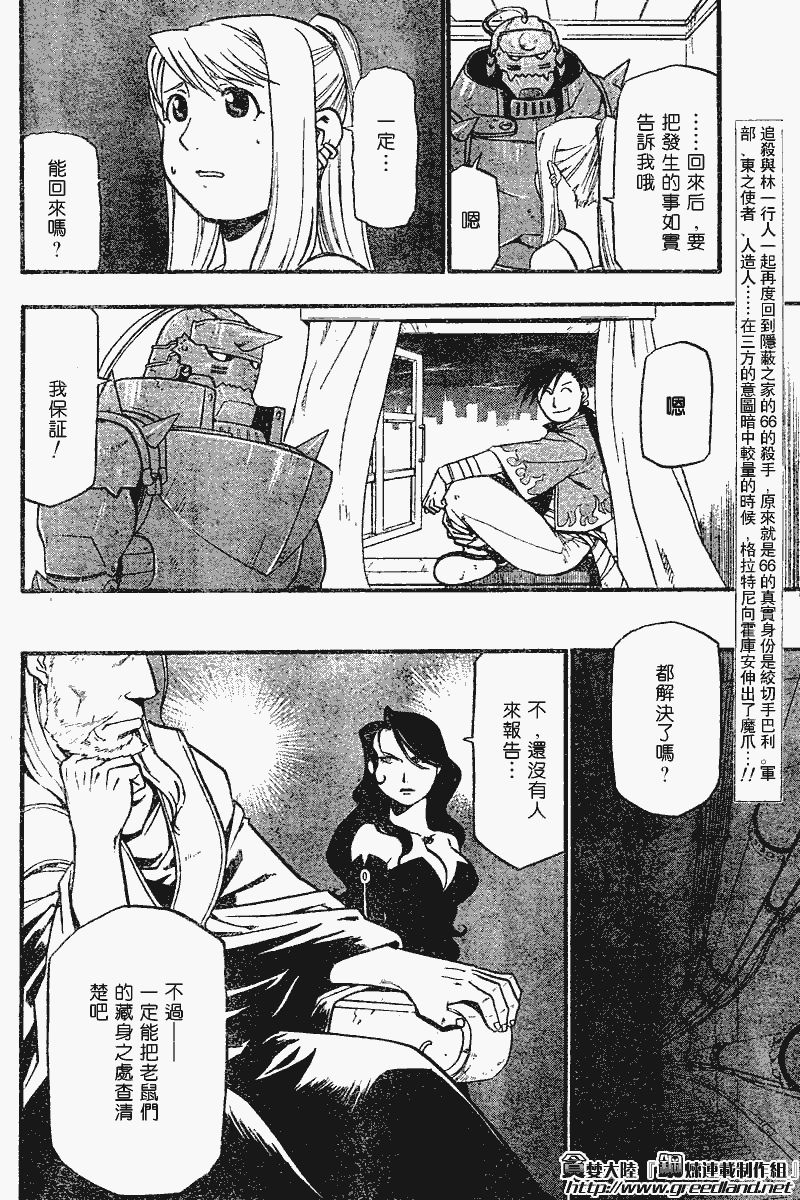 追殺與林一行人一起再度回到隱蔽之家的66的殺手，原來就是66的真實身份是絞切手巴利。軍
部、東之使者、人造人……在三方的意圖暗中較量的時候，格拉特尼向霍庫安伸出了魔爪…!!
……回來后，要
把發生的事如實
告訴我哦
嗯
一定…
能回來嗎？
嗯
我保証！
都解決了嗎？
不，還沒有人
來報告…
不過——
一定能把老鼠們
的藏身之處查清
楚吧
貪婪大陸『鋼煉連載制作組』
http://www.greedland.net/